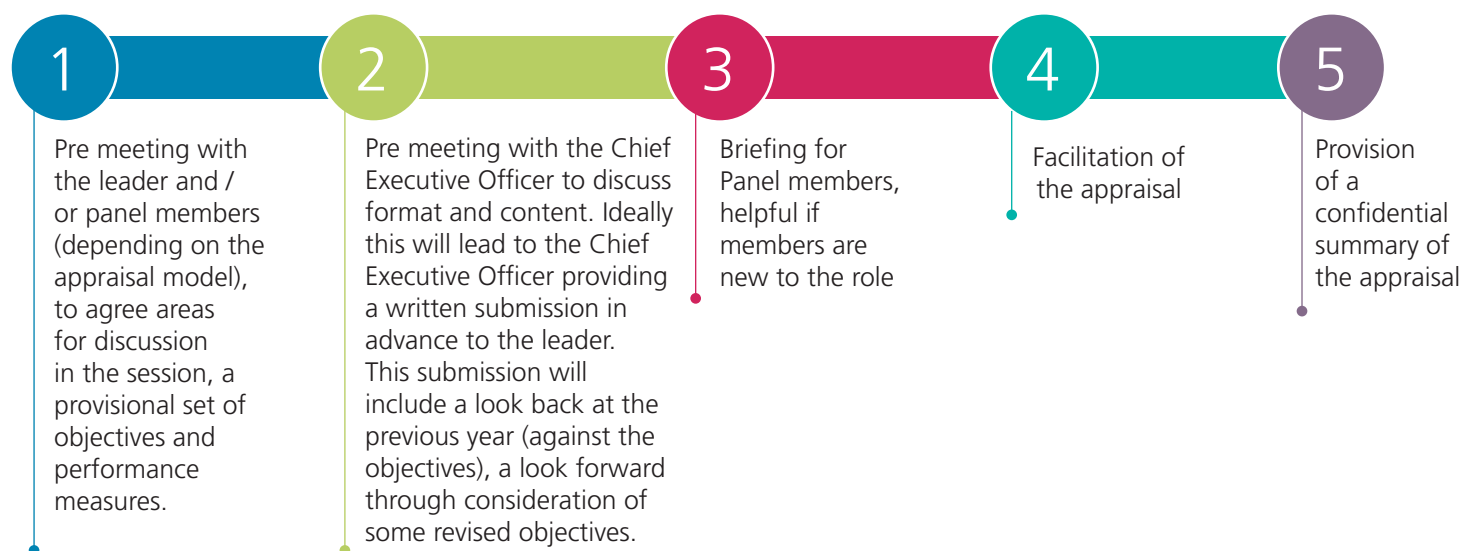 1
Pre meeting with
the leader and /
or panel members
(depending on the
appraisal model),
to agree areas
for discussion
in the session, a
provisional set of
objectives and
performance
measures.
2
Pre meeting with the Chief
Executive Officer to discuss
format and content. Ideally
this will lead to the Chief
Executive Officer providing
a written submission in
advance to the leader.
This submission will
include a look back at the
previous year (against the
objectives), a look forward
through consideration of
some revised objectives.
3
Briefing for
Panel members,
helpful if
members are
new to the role
4
Facilitation of
the appraisal
5
Provision
of a
confidential
summary of
the appraisal